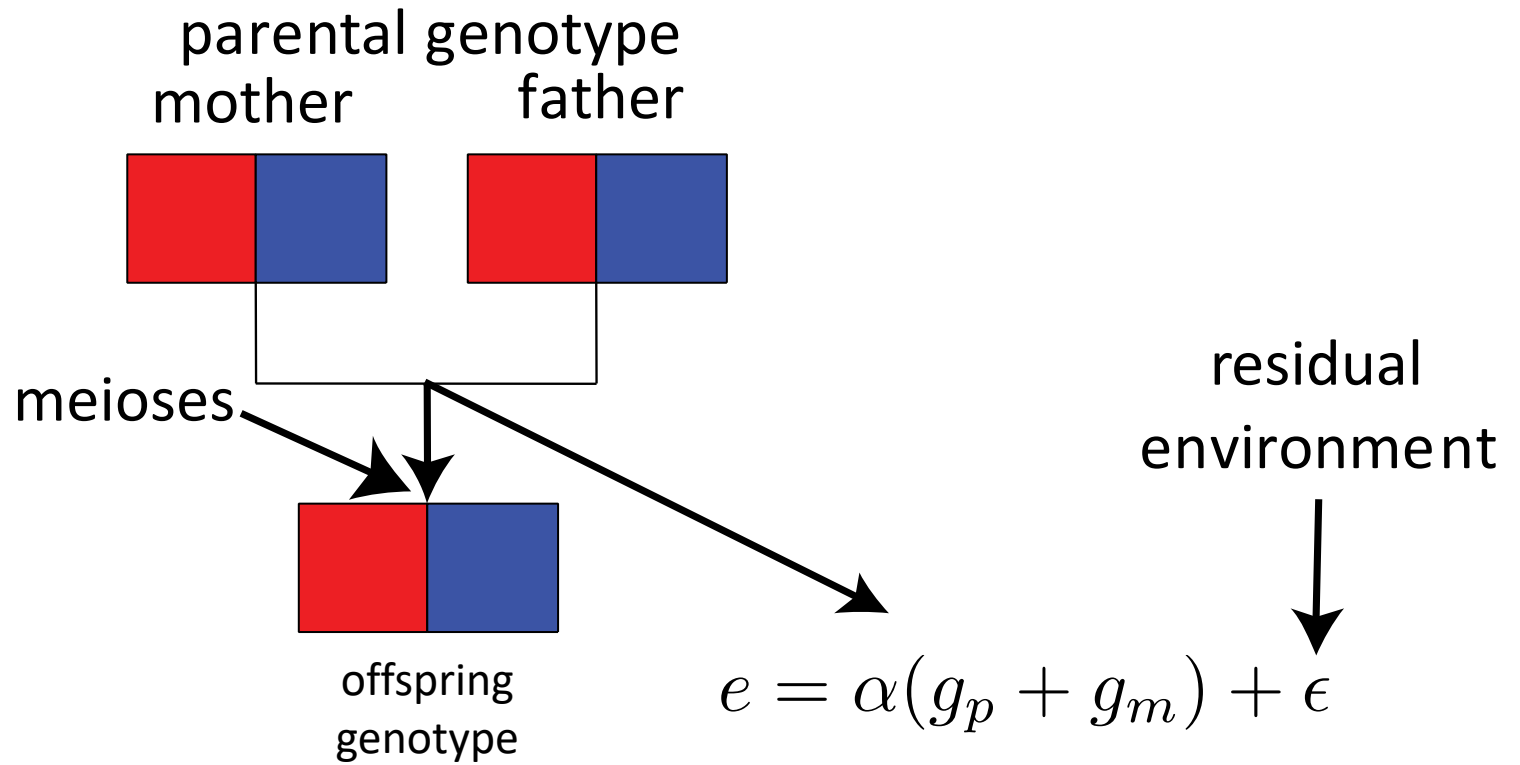 parental genotype
mother
father
meioses
residual
environment
offspring
genotype
e = α(g_p + g_m) + ϵ